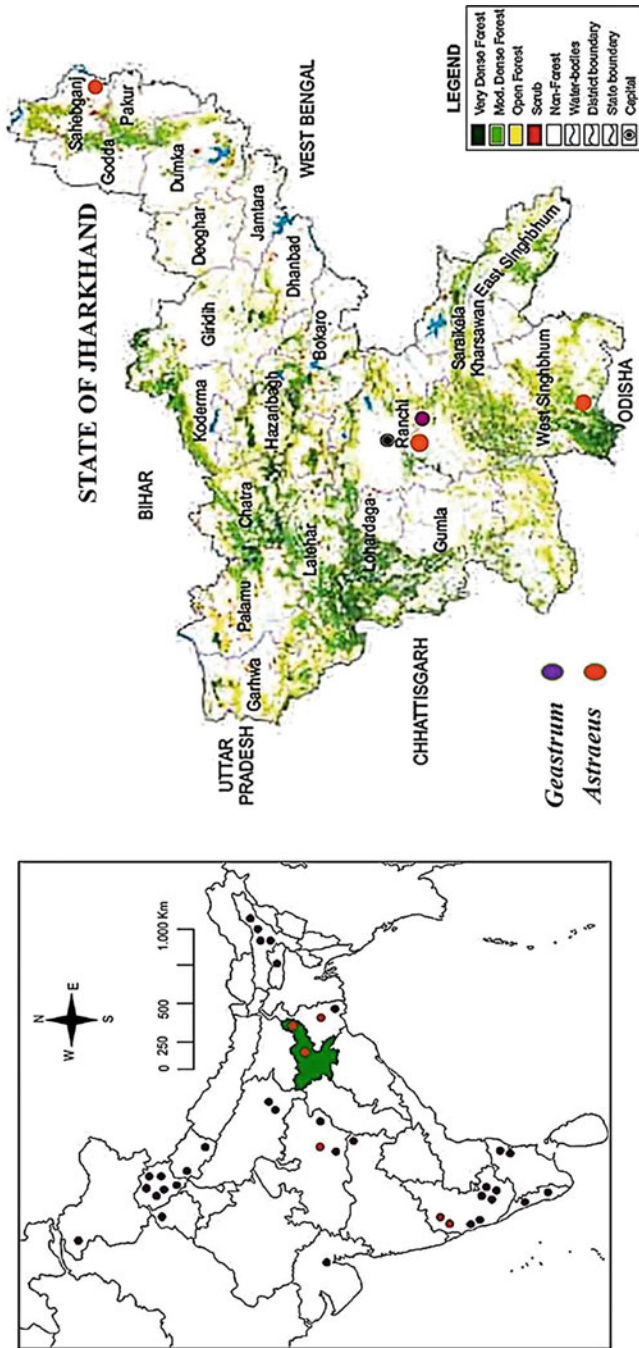 STATE OF JHARKHAND
BIHAR
UTTAR
PRADESH
CHHATTISGARH
WEST BENGAL
ODISHA
Garhwa
Palamu
Chatra
Koderma
Giridih
Deoghar
Godda
Sahebganj
Pakur
Dumka
Jamtara
Dhanbad
Bokaro
Hazaribagh
Latehar
Lohardaga
Ranchi
Gumla
Saraikala
Kharsawan
East Singhbhum
West Singhbhum
Geastrum
Astraeus
LEGEND
Very Dense Forest
Mod. Dense Forest
Open Forest
Scrub
Non-Forest
Water-bodies
District boundary
State boundary
Capital
N
W
E
S
0 250 500 1.000 Km